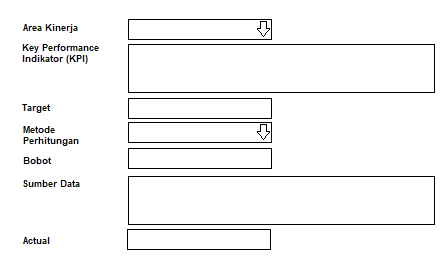 Area Kinerja
Key Performance
Indikator (KPI)
Target
Metode
Perhitungan
Bobot
Sumber Data
Actual